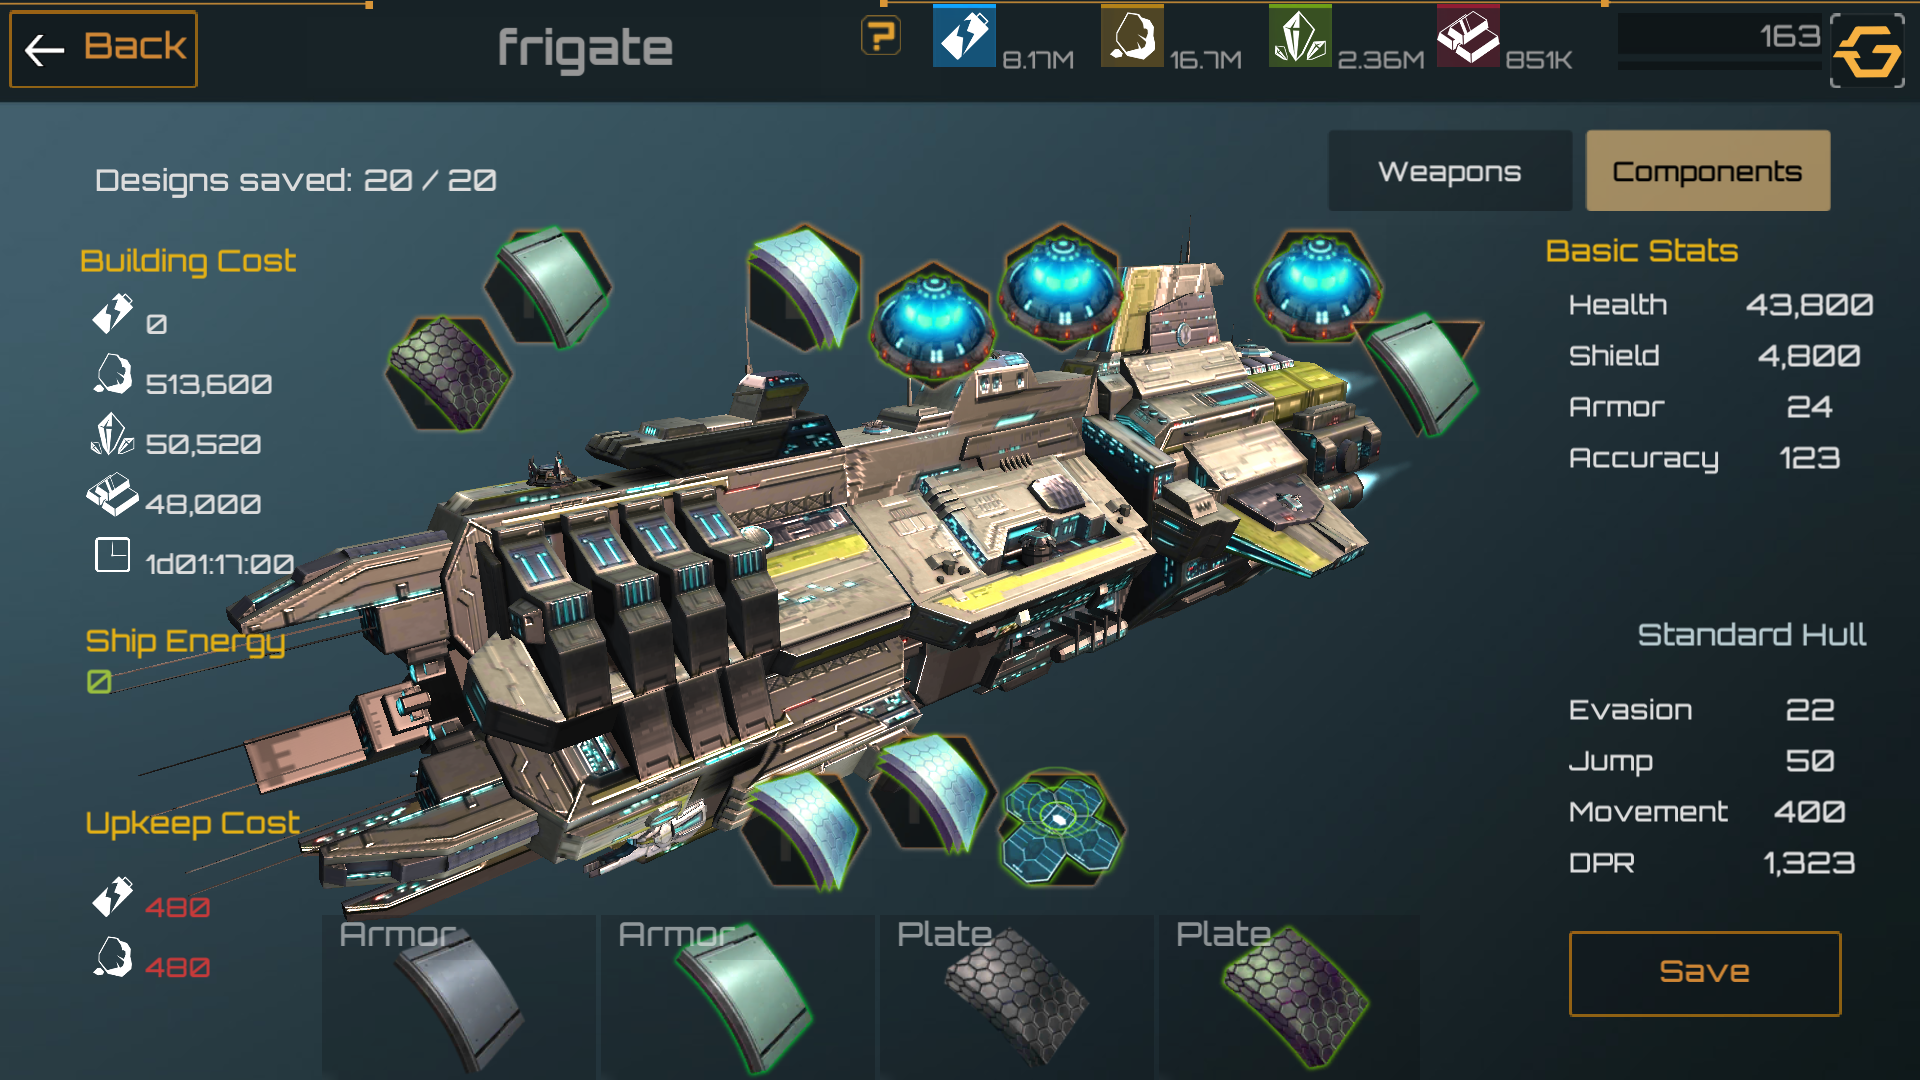 Back
frigate
?
8.17M
16.7M
2.36M
851K
163
Designs saved: 20 / 20
Weapons
Components
Building Cost
0
513,600
50,520
48,000
1d01:17:00
Ship Energy
0
Upkeep Cost
480
480
Basic Stats
Health 43,800
Shield 4,800
Armor 24
Accuracy 123
Standard Hull
Evasion 22
Jump 50
Movement 400
DPR 1,323
Armor
Armor
Plate
Plate
Save